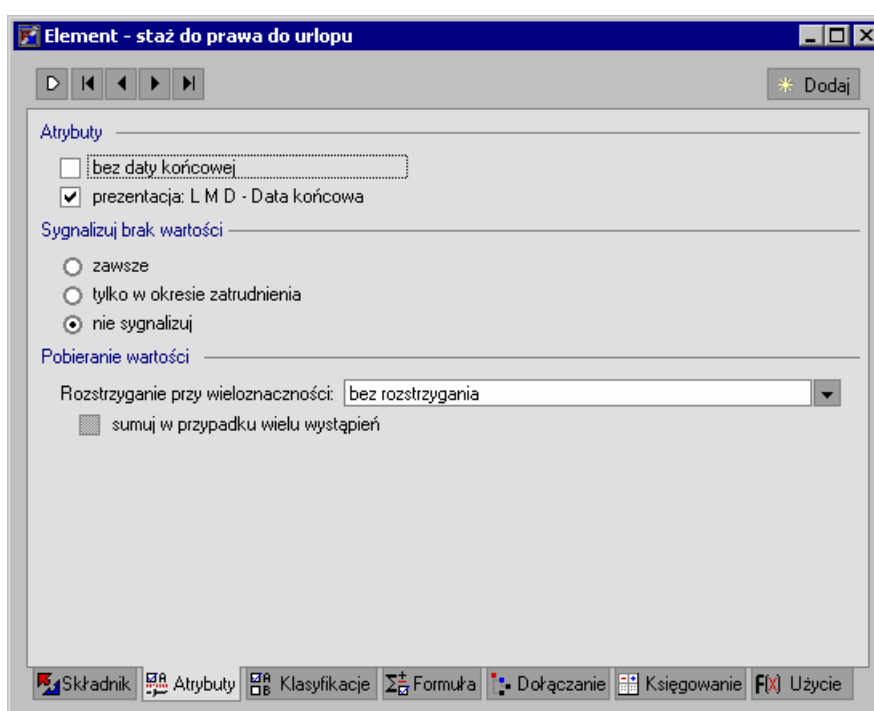 Element - staż do prawa do urlopu
Dodaj
Atrybuty
bez daty końcowej
prezentacja: L M D - Data końcowa
Sygnalizuj brak wartości
zawsze
tylko w okresie zatrudnienia
nie sygnalizuj
Pobieranie wartości
Rozstrzyganie przy wieloznaczności: bez rozstrzygania
sumuj w przypadku wielu wystąpień
Składnik Atrybuty Klasyfikacje Formuła Dołączanie Księgowanie F(X) Użycie